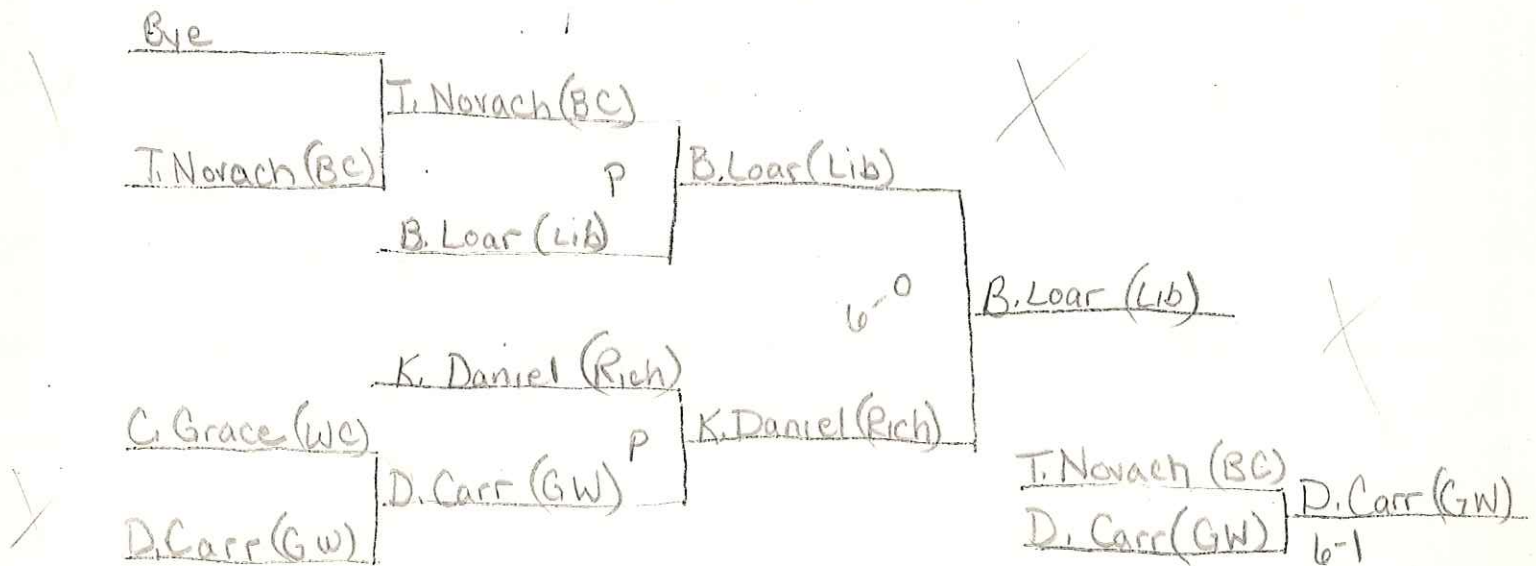 Bye
T. Novach (BC)
T. Novach (BC)
P
B. Loar (Lib)
B. Loar (Lib)
6-0
B. Loar (Lib)
K. Daniel (Rich)
C. Grace (WC)
P
K. Daniel (Rich)
D. Carr (GW)
D. Carr (GW)
T. Novach (BC)
D. Carr (GW)
D. Carr (GW)
6-1